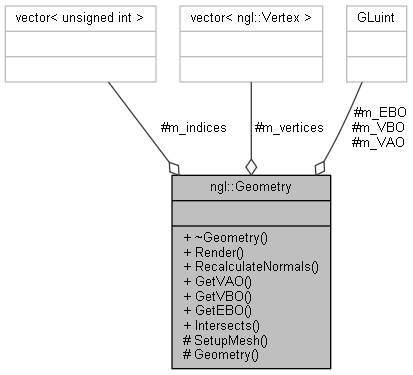 vector< unsigned int >
vector< ngl::Vertex >
GLuint
#m_indices
#m_vertices
#m_EBO
#m_VBO
#m_VAO
ngl::Geometry
+ ~Geometry()
+ Render()
+ RecalculateNormals()
+ GetVAO()
+ GetVBO()
+ GetEBO()
+ Intersects()
# SetupMesh()
# Geometry()